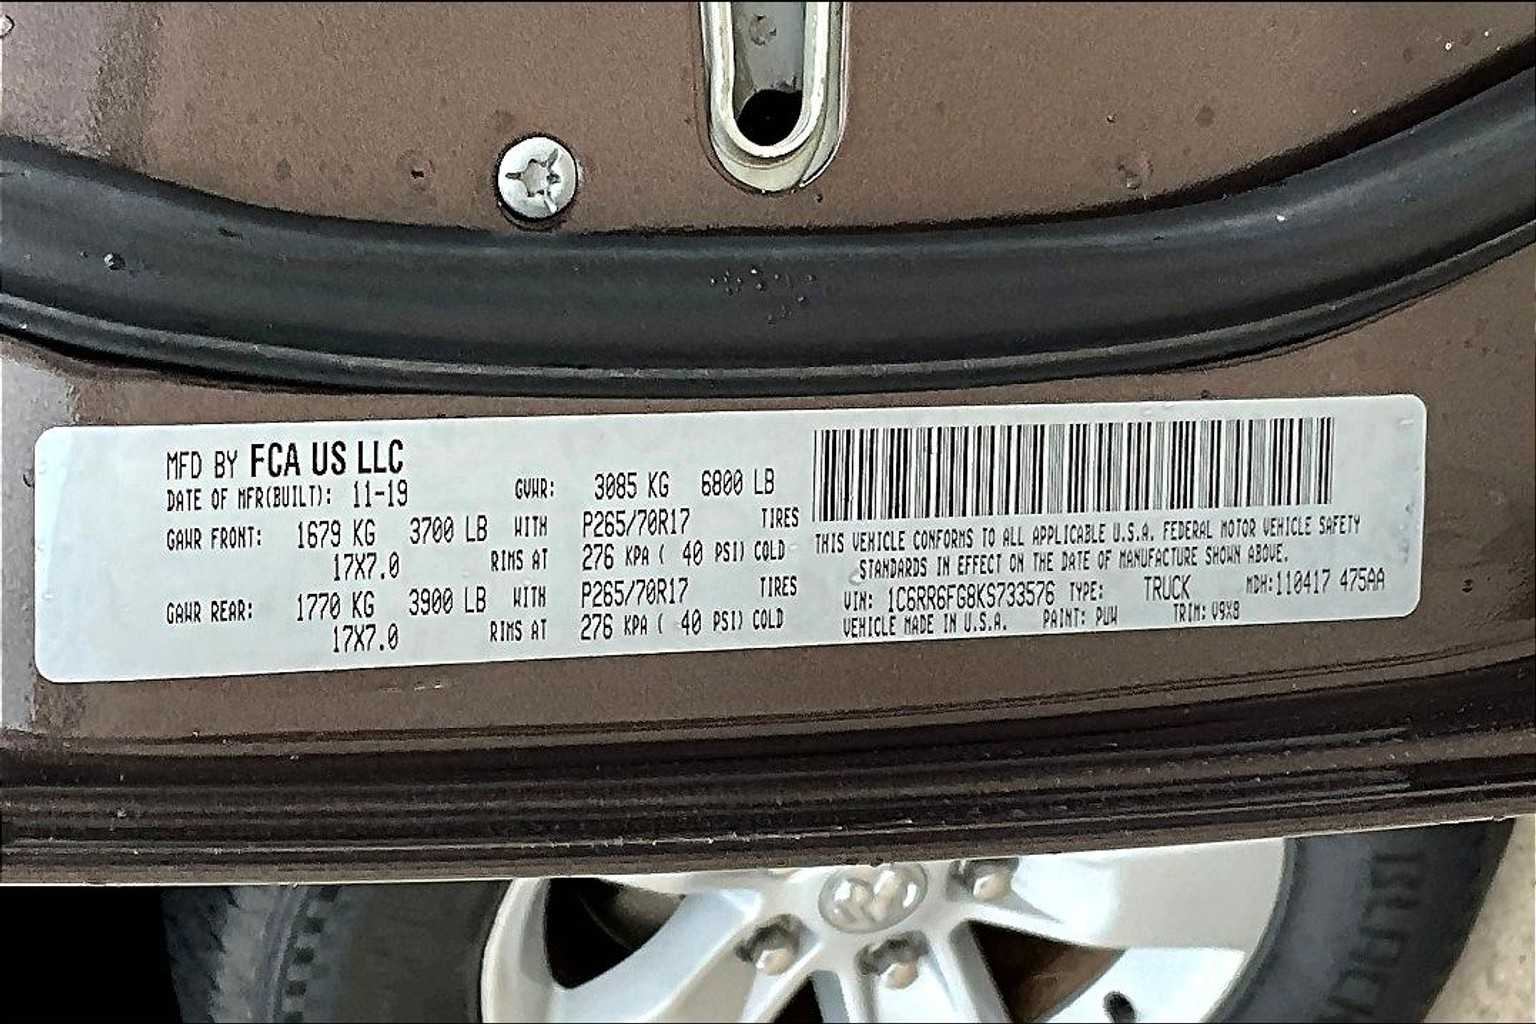 MFD BY FCA US LLC
DATE OF MFR(BUILT): 11-19 GVWR: 3085 KG 6800 LB
GAWR FRONT: 1679 KG 3700 LB WITH P265/70R17 TIRES
17X7.0 RIMS AT 276 KPA ( 40 PSI) COLD
GAWR REAR: 1770 KG 3900 LB WITH P265/70R17 TIRES
17X7.0 RIMS AT 276 KPA ( 40 PSI) COLD
THIS VEHICLE CONFORMS TO ALL APPLICABLE U.S.A. FEDERAL MOTOR VEHICLE SAFETY
STANDARDS IN EFFECT ON THE DATE OF MANUFACTURE SHOWN ABOVE.
VIN: 1C6RR6FG8KS733576 TYPE: TRUCK MDH:110417 475AA
VEHICLE MADE IN U.S.A. PAINT: PUW TRIM: V9X8